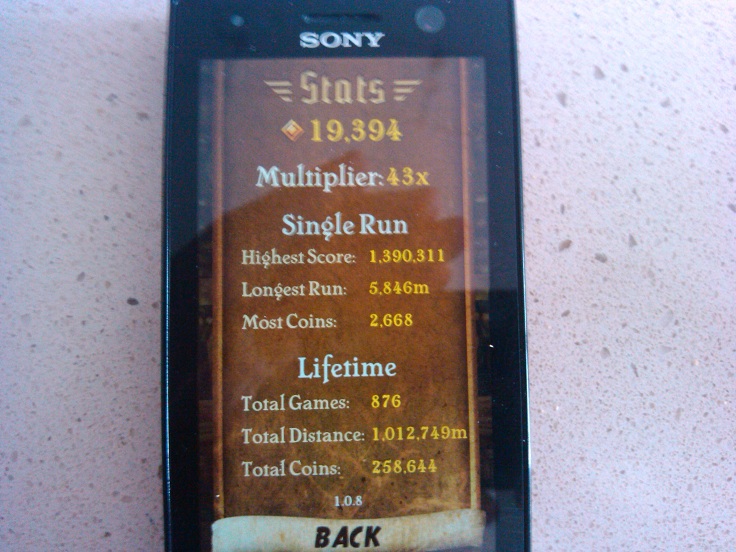 SONY
Stats
19,394
Multiplier: 43x
Single Run
Highest Score: 1,390,311
Longest Run: 5,846m
Most Coins: 2,668
Lifetime
Total Games: 876
Total Distance: 1,012,749m
Total Coins: 258,644
1.0.8
BACK